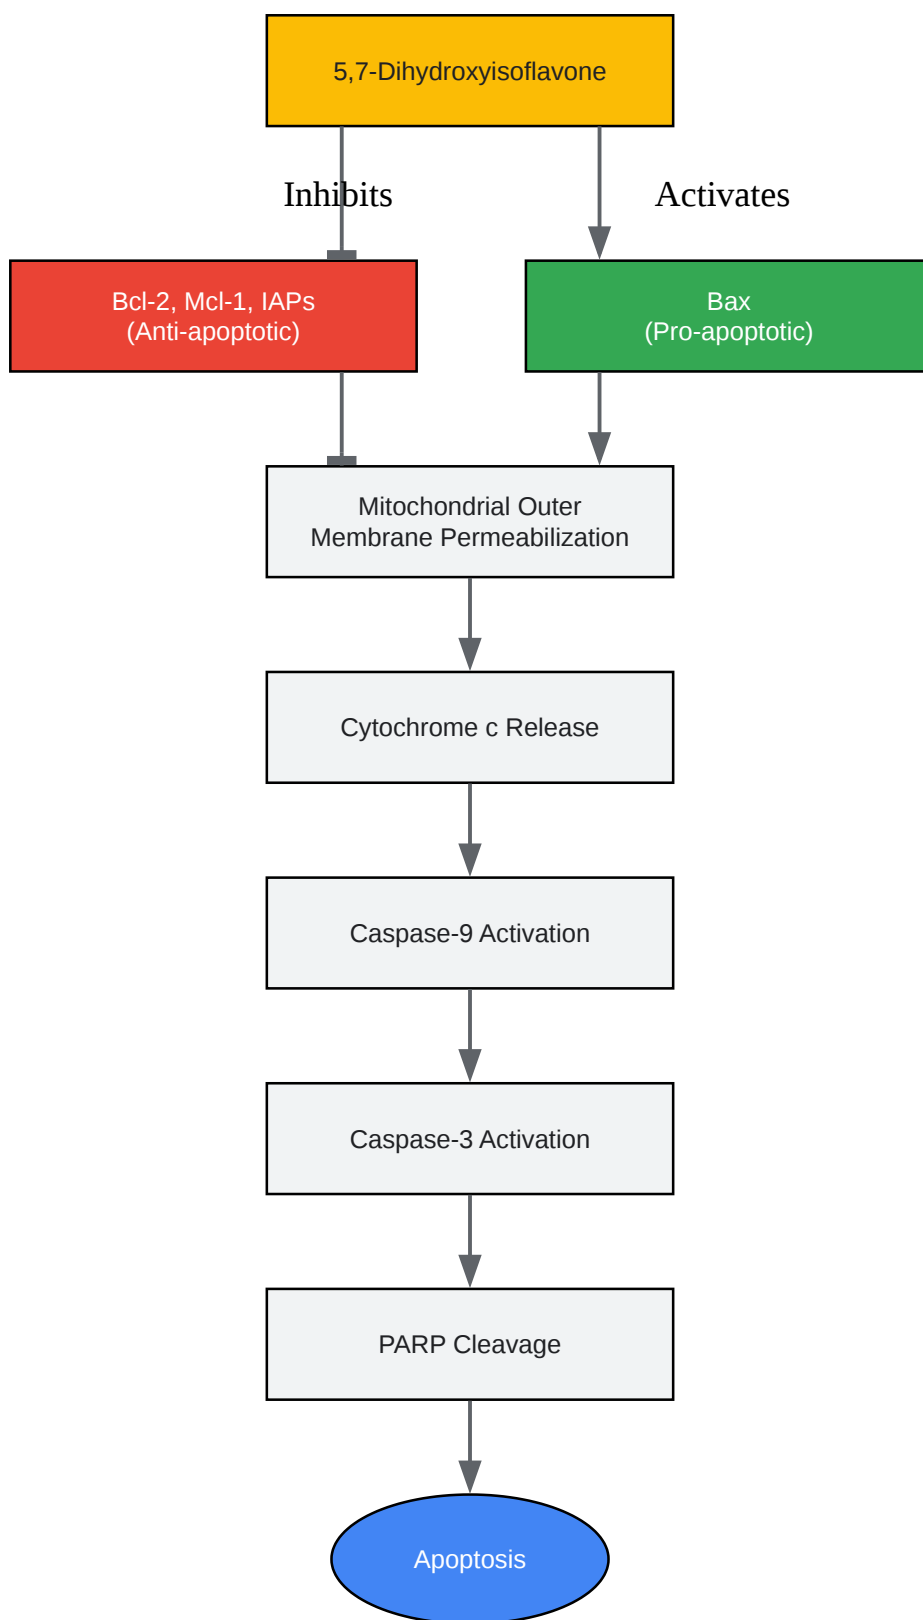 5,7-Dihydroxyisoflavone
Inhibits
Activates
Bcl-2, Mcl-1, IAPs
(Anti-apoptotic)
Bax
(Pro-apoptotic)
Mitochondrial Outer
Membrane Permeabilization
Cytochrome c Release
Caspase-9 Activation
Caspase-3 Activation
PARP Cleavage
Apoptosis